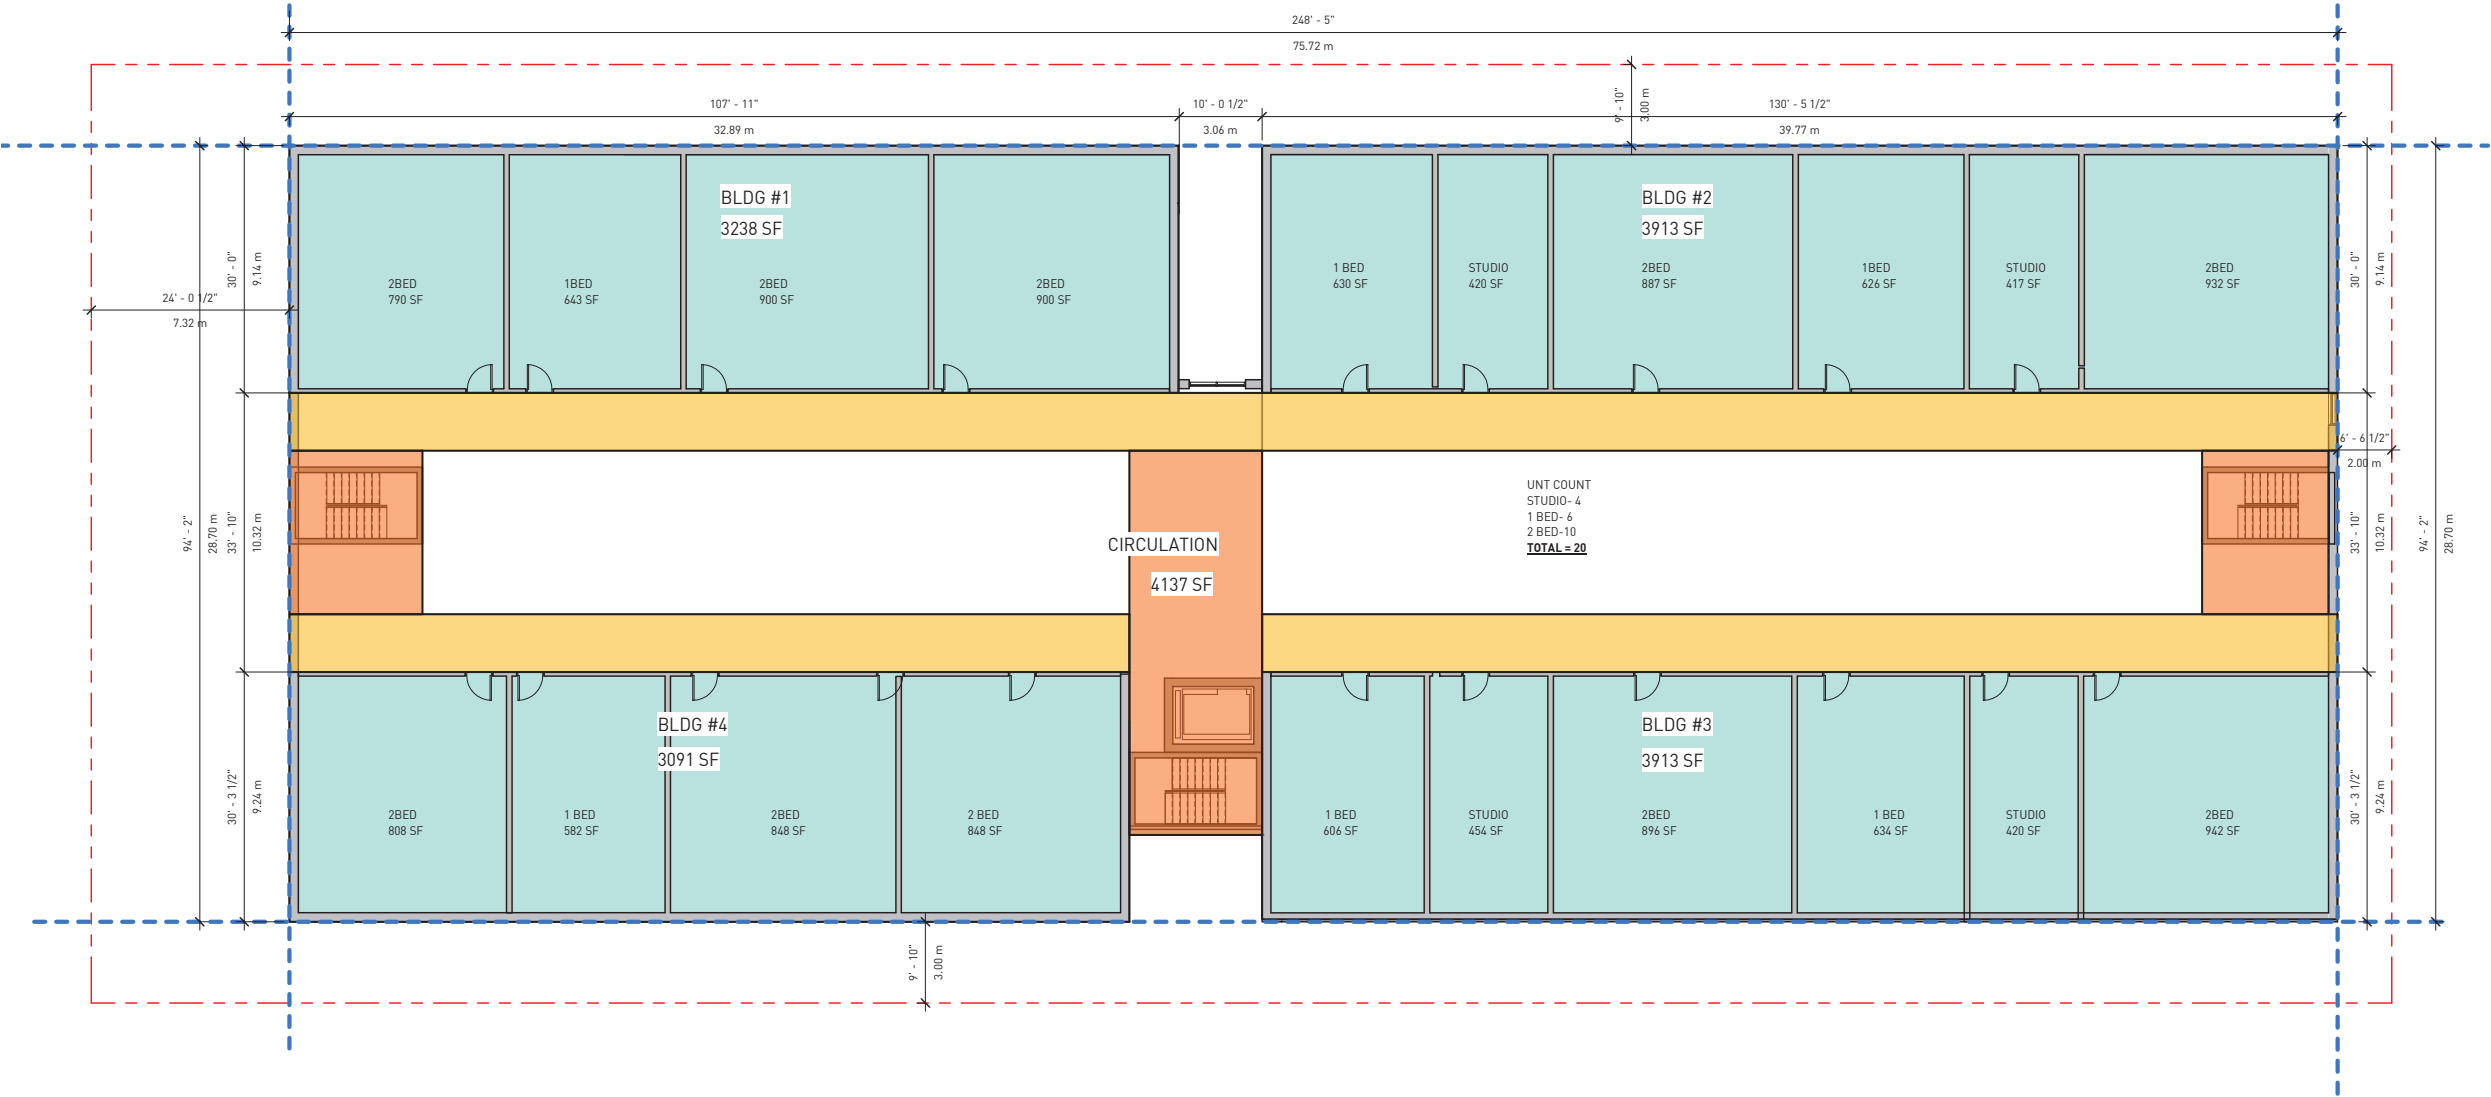 248' - 5"
75.72 m
107' - 11"
32.89 m
10' - 0 1/2"
3.06 m
9' - 10"
3.00 m
130' - 5 1/2"
39.77 m
BLDG #1
3238 SF
2BED
790 SF
1BED
643 SF
2BED
900 SF
2BED
900 SF
BLDG #2
3913 SF
1 BED
630 SF
STUDIO
420 SF
2BED
887 SF
1BED
626 SF
STUDIO
417 SF
2BED
932 SF
30' - 0"
9.14 m
24' - 0 1/2"
7.32 m
30' - 0"
9.14 m
6' - 6 1/2"
2.00 m
94' - 2"
28.70 m
33' - 10"
10.32 m
CIRCULATION
4137 SF
UNT COUNT
STUDIO- 4
1 BED- 6
2 BED-10
TOTAL = 20
33' - 10"
10.32 m
94' - 2"
28.70 m
BLDG #4
3091 SF
2BED
808 SF
1 BED
582 SF
2BED
848 SF
2 BED
848 SF
BLDG #3
3913 SF
1 BED
606 SF
STUDIO
454 SF
2BED
896 SF
1 BED
634 SF
STUDIO
420 SF
2BED
942 SF
30' - 3 1/2"
9.24 m
30' - 3 1/2"
9.24 m
9' - 10"
3.00 m